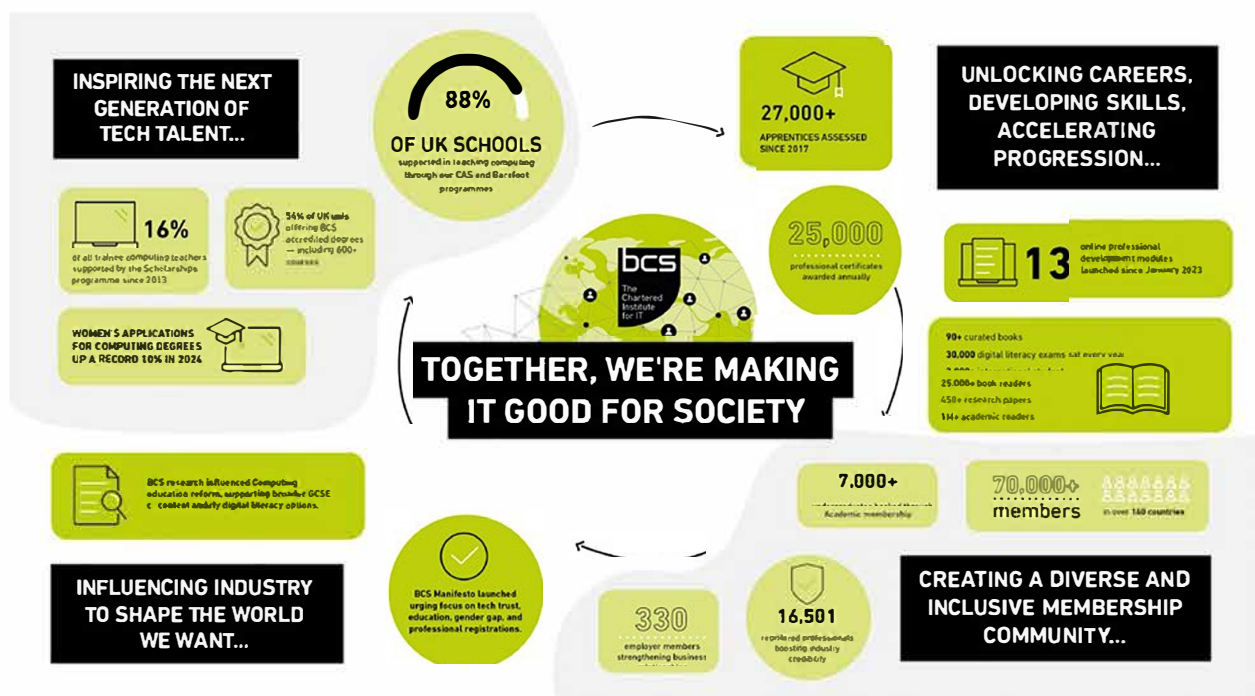 INSPIRING THE NEXT
GENERATION OF
TECH TALENT...
88%
OF UK SCHOOLS
supported in teaching computing
through our CAS and Barefoot
programmes
16%
of all trainee computing teachers
supported by the Scholarships
programme since 2013
54% of UK unis
offering BCS
accredited degrees
— including 600+
courses
WOMEN'S APPLICATIONS
FOR COMPUTING DEGREES
UP A RECORD 10% IN 2024
27,000+
APPRENTICES ASSESSED
SINCE 2017
UNLOCKING CAREERS,
DEVELOPING SKILLS,
ACCELERATING
PROGRESSION...
25,000
professional certificates
awarded annually
13
online professional
development modules
launched since January 2023
90+ curated books
30,000 digital literacy exams sat every year
25.000+ book readers
450+ research papers
1M+ academic readers
bcs
The
Chartered
Institute
for IT
TOGETHER, WE'RE MAKING
IT GOOD FOR SOCIETY
7,000+
Academic membership
70,000+
members
in over 160 countries
CREATING A DIVERSE AND
INCLUSIVE MEMBERSHIP
COMMUNITY...
16,501
registered professionals
boosting industry
credibility
330
employer members
strengthening business
BCS Manifesto launched
urging focus on tech trust,
education, gender gap, and
professional registrations.
BCS research influenced Computing
education reform, supporting broader GCSE
content digital literacy options.
INFLUENCING INDUSTRY
TO SHAPE THE WORLD
WE WANT...